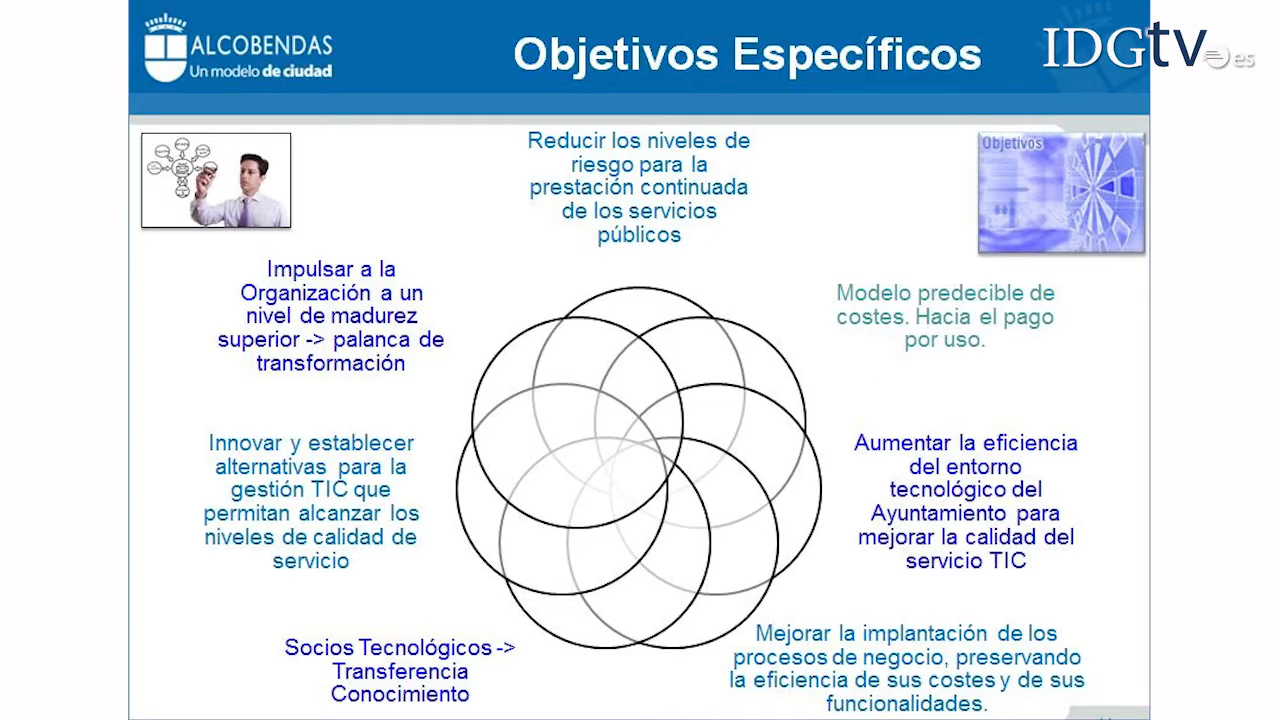 ALCOBENDAS
Un modelo de ciudad
Objetivos Específicos
IDGtv
es
Objetivos
Reducir los niveles de
riesgo para la
prestación continuada
de los servicios
públicos
Impulsar a la
Organización a un
nivel de madurez
superior -> palanca de
transformación
Modelo predecible de
costes. Hacia el pago
por uso.
Innovar y establecer
alternativas para la
gestión TIC que
permitan alcanzar los
niveles de calidad de
servicio
Aumentar la eficiencia
del entorno
tecnológico del
Ayuntamiento para
mejorar la calidad del
servicio TIC
Socios Tecnológicos ->
Transferencia
Conocimiento
Mejorar la implantación de los
procesos de negocio, preservando
la eficiencia de sus costes y de sus
funcionalidades.